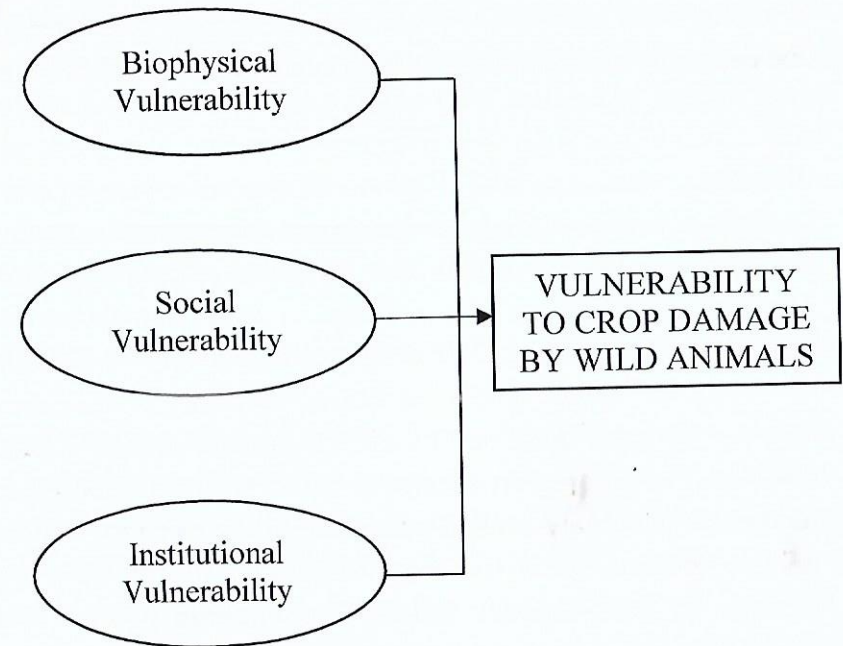 Biophysical
Vulnerability
Social
Vulnerability
VULNERABILITY
TO CROP DAMAGE
BY WILD ANIMALS
Institutional
Vulnerability